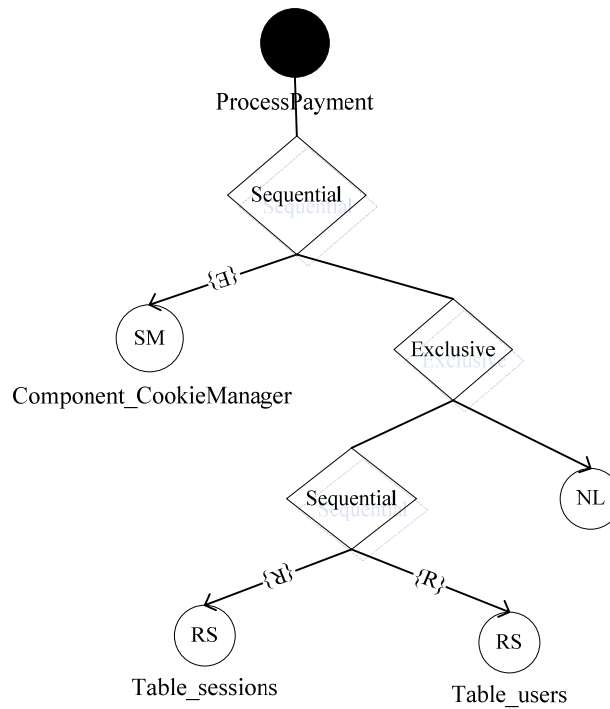 ProcessPayment
Sequential
{E}
SM
Component_CookieManager
Exclusive
Sequential
NL
{R}
{R}
RS
RS
Table_sessions
Table_users